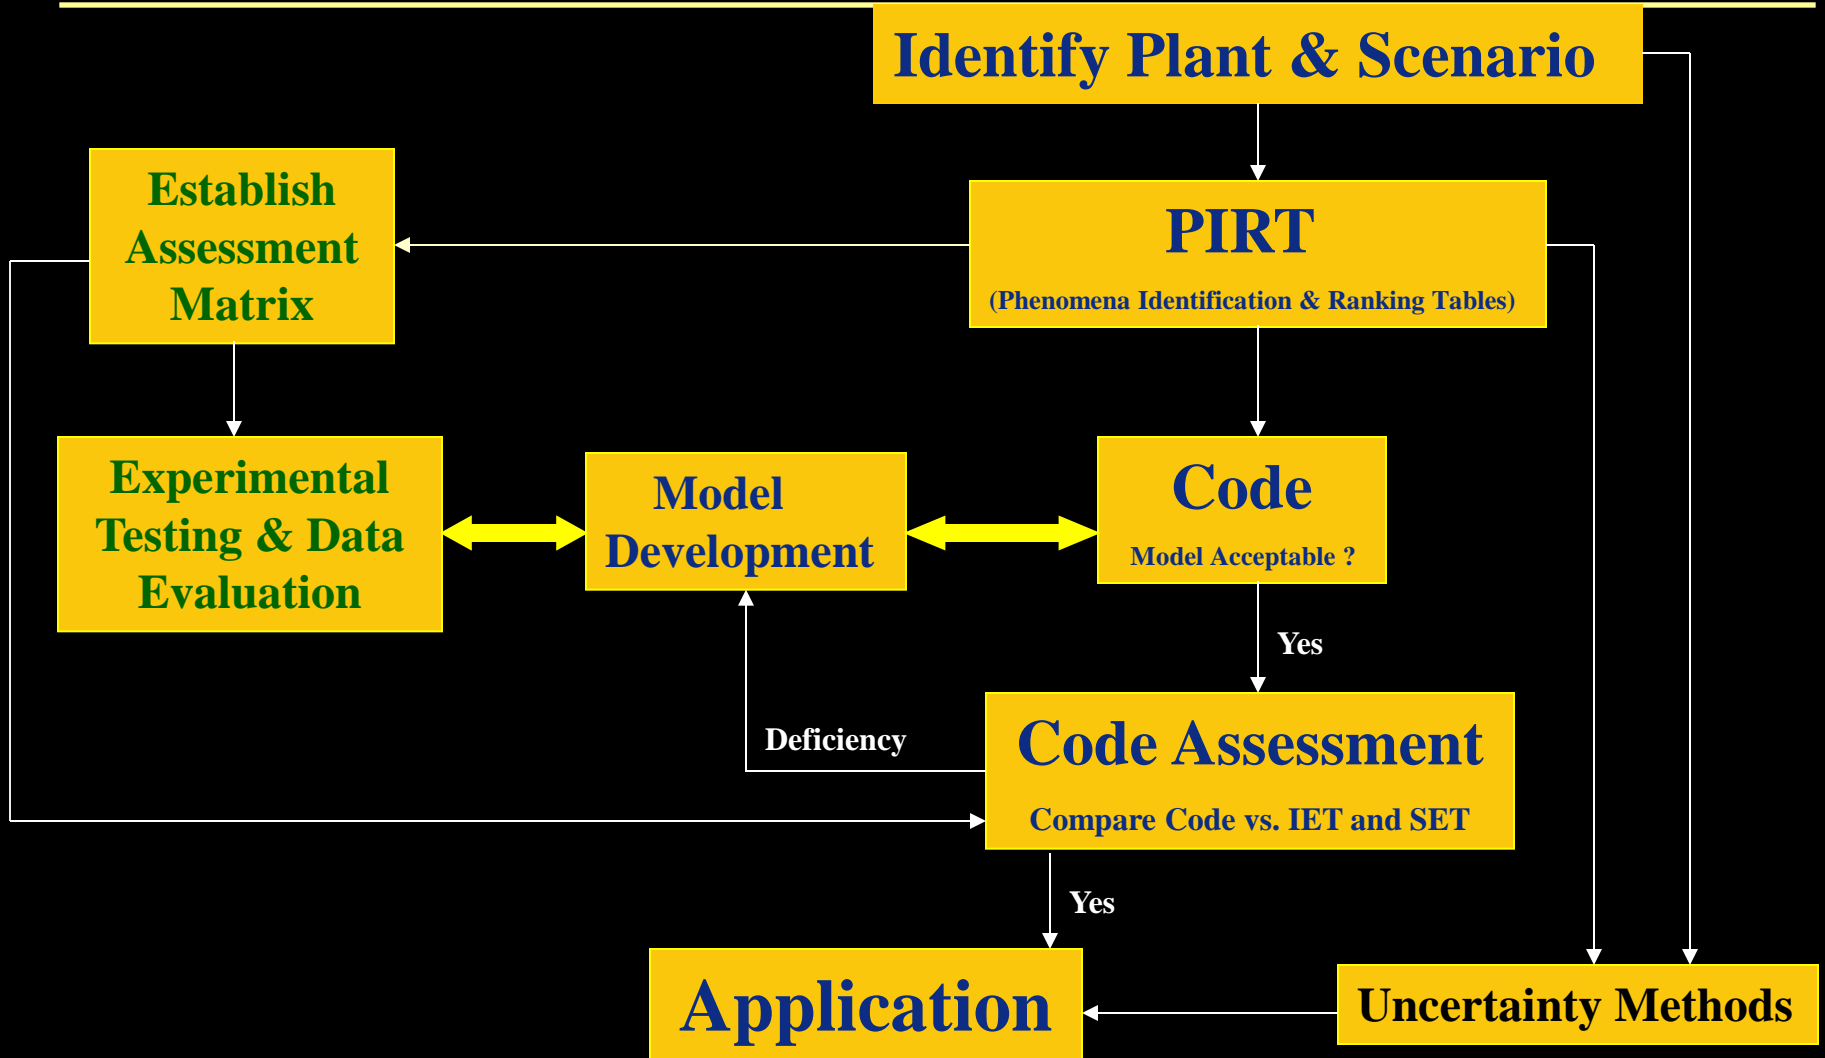 Identify Plant & Scenario
Establish
Assessment
Matrix
PIRT
(Phenomena Identification & Ranking Tables)
Experimental
Testing & Data
Evaluation
Model
Development
Code
Model Acceptable ?
Yes
Deficiency
Code Assessment
Compare Code vs. IET and SET
Yes
Application
Uncertainty Methods